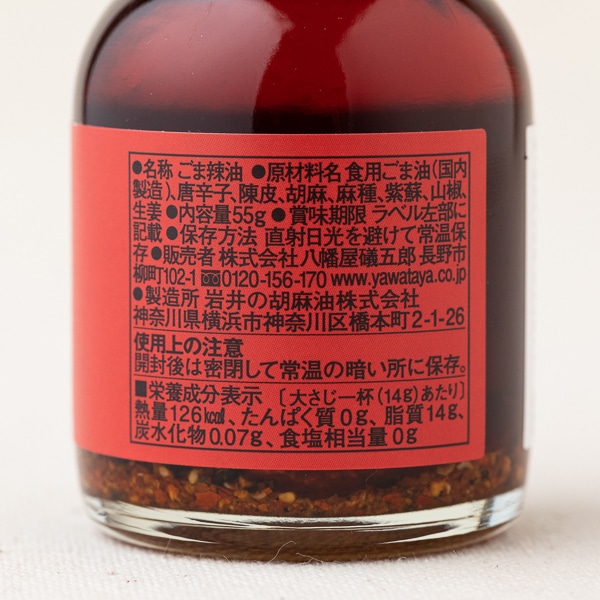 ●名称 ごま辣油 ●原材料名 食用ごま油(国内
製造)、唐辛子、陳皮、胡麻、麻種、紫蘇、山椒、
生姜 ●内容量55g ● 賞味期限 ラベル左部に
記載 ● 保存方法 直射日光を避けて常温保
存 ●販売者 株式会社 八幡屋礒五郎 長野市
柳町102-1 0120-156-170 www.yawataya.co.jp
●製造所 岩井の胡麻油株式会社
神奈川県横浜市神奈川区橋本町2-1-26
使用上の注意
開封後は密閉して常温の暗い所に保存。
■栄養成分表示 〔大さじ一杯(14g)あたり〕
熱量126kcal、たんぱく質0g、脂質14g、
炭水化物0.07g、食塩相当量0g